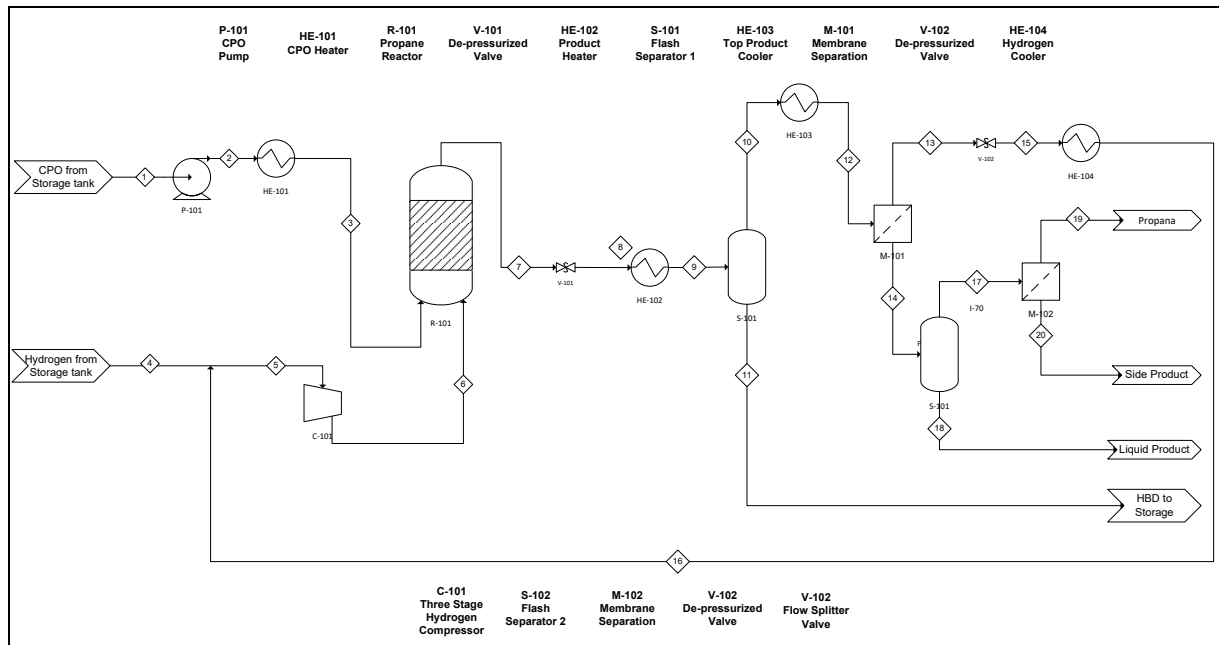 P-101
CPO
Pump
HE-101
CPO Heater
R-101
Propane
Reactor
V-101
De-pressurized
Valve
HE-102
Product
Heater
S-101
Flash
Separator 1
HE-103
Top Product
Cooler
M-101
Membrane
Separation
V-102
De-pressurized
Valve
HE-104
Hydrogen
Cooler
CPO from
Storage tank
1
P-101
2
HE-101
3
R-101
7
V-101
8
HE-102
9
S-101
10
HE-103
12
M-101
13
V-102
15
HE-104
14
P
S-101
17
I-70
M-102
19
Propana
20
Side Product
18
Liquid Product
11
HBD to
Storage
Hydrogen from
Storage tank
4
5
C-101
6
16
C-101
Three Stage
Hydrogen
Compressor
S-102
Flash
Separator 2
M-102
Membrane
Separation
V-102
De-pressurized
Valve
V-102
Flow Splitter
Valve